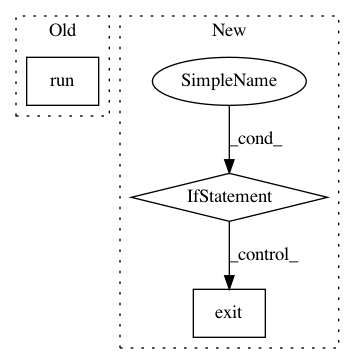 Old
New
run
SimpleName
_cond_
IfStatement
_control_
exit